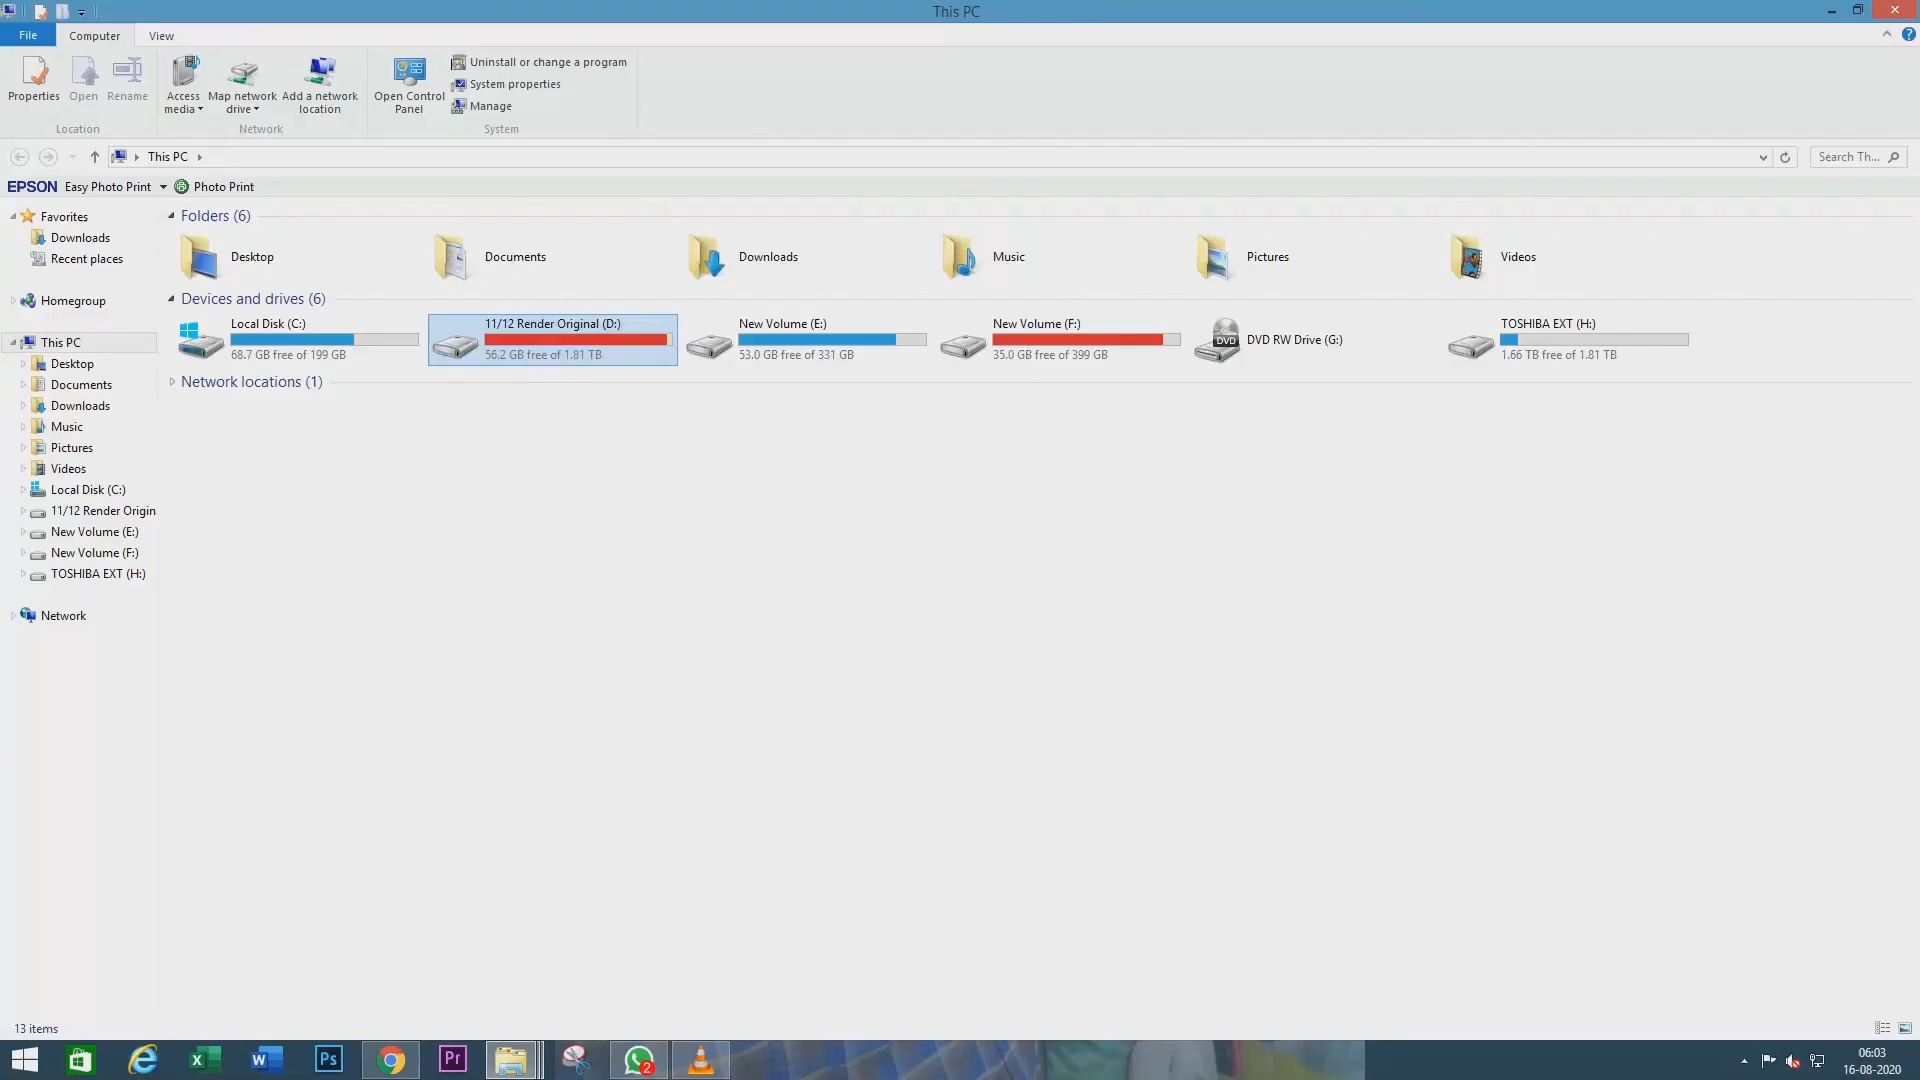 This PC
File
Computer
View
Properties
Open
Rename
Access media
Map network drive
Add a network location
Open Control Panel
Uninstall or change a program
System properties
Manage
Location
Network
System
This PC
Search Th...
EPSON Easy Photo Print
Photo Print
Favorites
Downloads
Recent places
Homegroup
This PC
Desktop
Documents
Downloads
Music
Pictures
Videos
Local Disk (C:)
11/12 Render Origin
New Volume (E:)
New Volume (F:)
TOSHIBA EXT (H:)
Network
Folders (6)
Desktop
Documents
Downloads
Music
Pictures
Videos
Devices and drives (6)
Local Disk (C:)
68.7 GB free of 199 GB
11/12 Render Original (D:)
56.2 GB free of 1.81 TB
New Volume (E:)
53.0 GB free of 331 GB
New Volume (F:)
35.0 GB free of 399 GB
DVD
DVD RW Drive (G:)
TOSHIBA EXT (H:)
1.66 TB free of 1.81 TB
Network locations (1)
13 items
Ps
Pr
2
06:03
16-08-2020